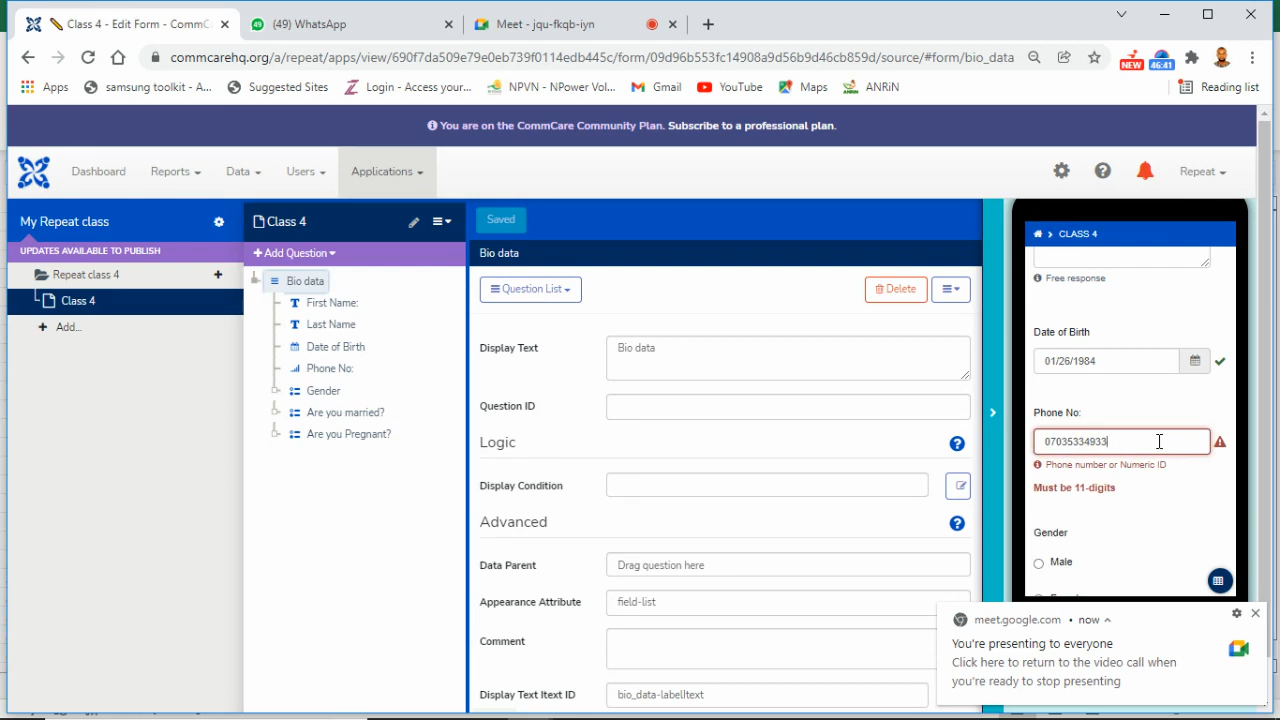 Class 4 - Edit Form - CommC
(49) WhatsApp
Meet - jqu-fkqb-iyn
commcarehq.org/a/repeat/apps/view/690f7da509e79e0eb739f0114edb445c/form/09d96b553fc14908a9d56b9d46cb859d/source/#form/bio_data
NEW
46:41
Apps
samsung toolkit - A...
Suggested Sites
Login - Access your...
NPVN - NPower Vol...
Gmail
YouTube
Maps
ANRiN
Reading list
You are on the CommCare Community Plan. Subscribe to a professional plan.
Dashboard
Reports
Data
Users
Applications
Repeat
My Repeat class
UPDATES AVAILABLE TO PUBLISH
Repeat class 4
Class 4
Add...
Class 4
Add Question
Bio data
First Name:
Last Name
Date of Birth
Phone No:
Gender
Are you married?
Are you Pregnant?
Saved
Bio data
Question List
Delete
Display Text
Bio data
Question ID
Logic
Display Condition
Advanced
Data Parent
Drag question here
Appearance Attribute
field-list
Comment
Display Text Itext ID
bio_data-labelItext
CLASS 4
Free response
Date of Birth
01/26/1984
Phone No:
07035334933
Phone number or Numeric ID
Must be 11-digits
Gender
Male
meet.google.com • now
You're presenting to everyone
Click here to return to the video call when
you're ready to stop presenting